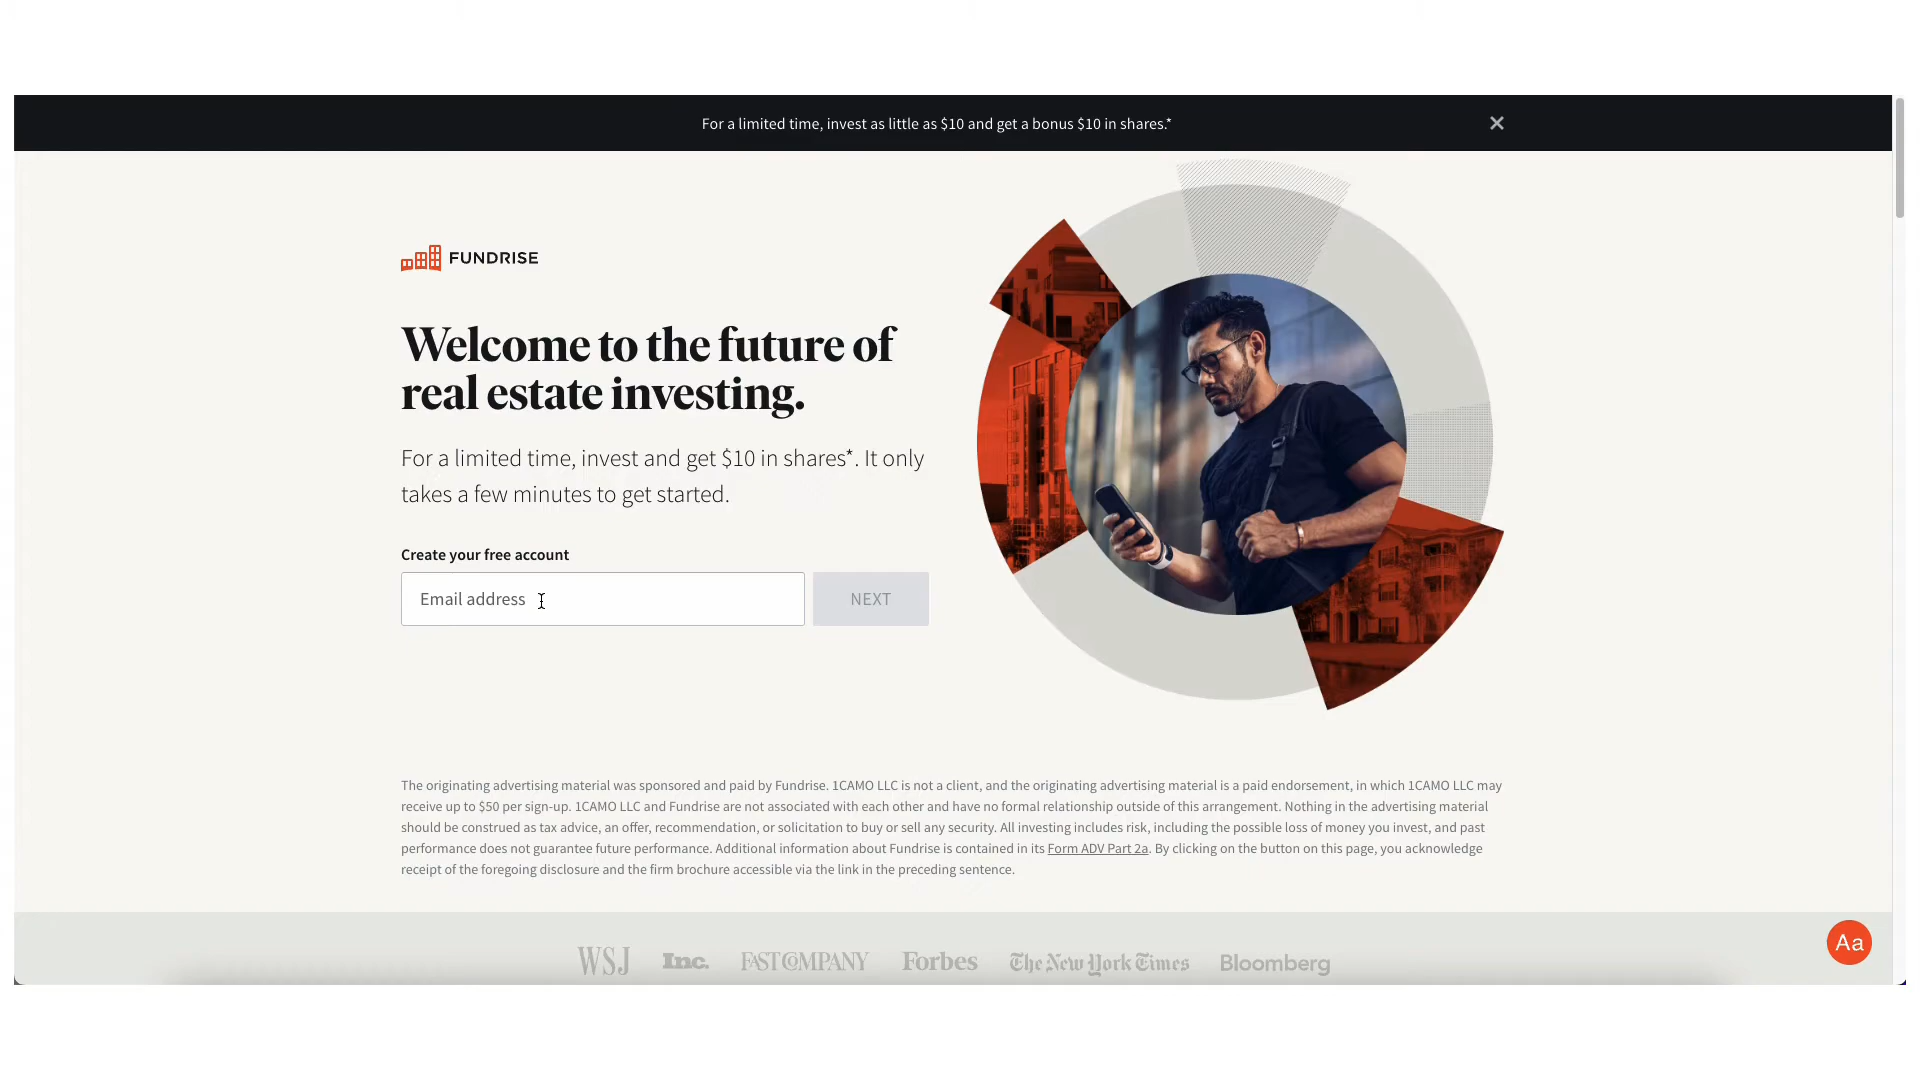 For a limited time, invest as little as $10 and get a bonus $10 in shares.*
FUNDRISE
Welcome to the future of
real estate investing.
For a limited time, invest and get $10 in shares*. It only
takes a few minutes to get started.
Create your free account
Email address
NEXT
The originating advertising material was sponsored and paid by Fundrise. 1CAMO LLC is not a client, and the originating advertising material is a paid endorsement, in which 1CAMO LLC may
receive up to $50 per sign-up. 1CAMO LLC and Fundrise are not associated with each other and have no formal relationship outside of this arrangement. Nothing in the advertising material
should be construed as tax advice, an offer, recommendation, or solicitation to buy or sell any security. All investing includes risk, including the possible loss of money you invest, and past
performance does not guarantee future performance. Additional information about Fundrise is contained in its Form ADV Part 2a. By clicking on the button on this page, you acknowledge
receipt of the foregoing disclosure and the firm brochure accessible via the link in the preceding sentence.
Aa
WSJ Inc. FAST COMPANY Forbes The New York Times Bloomberg